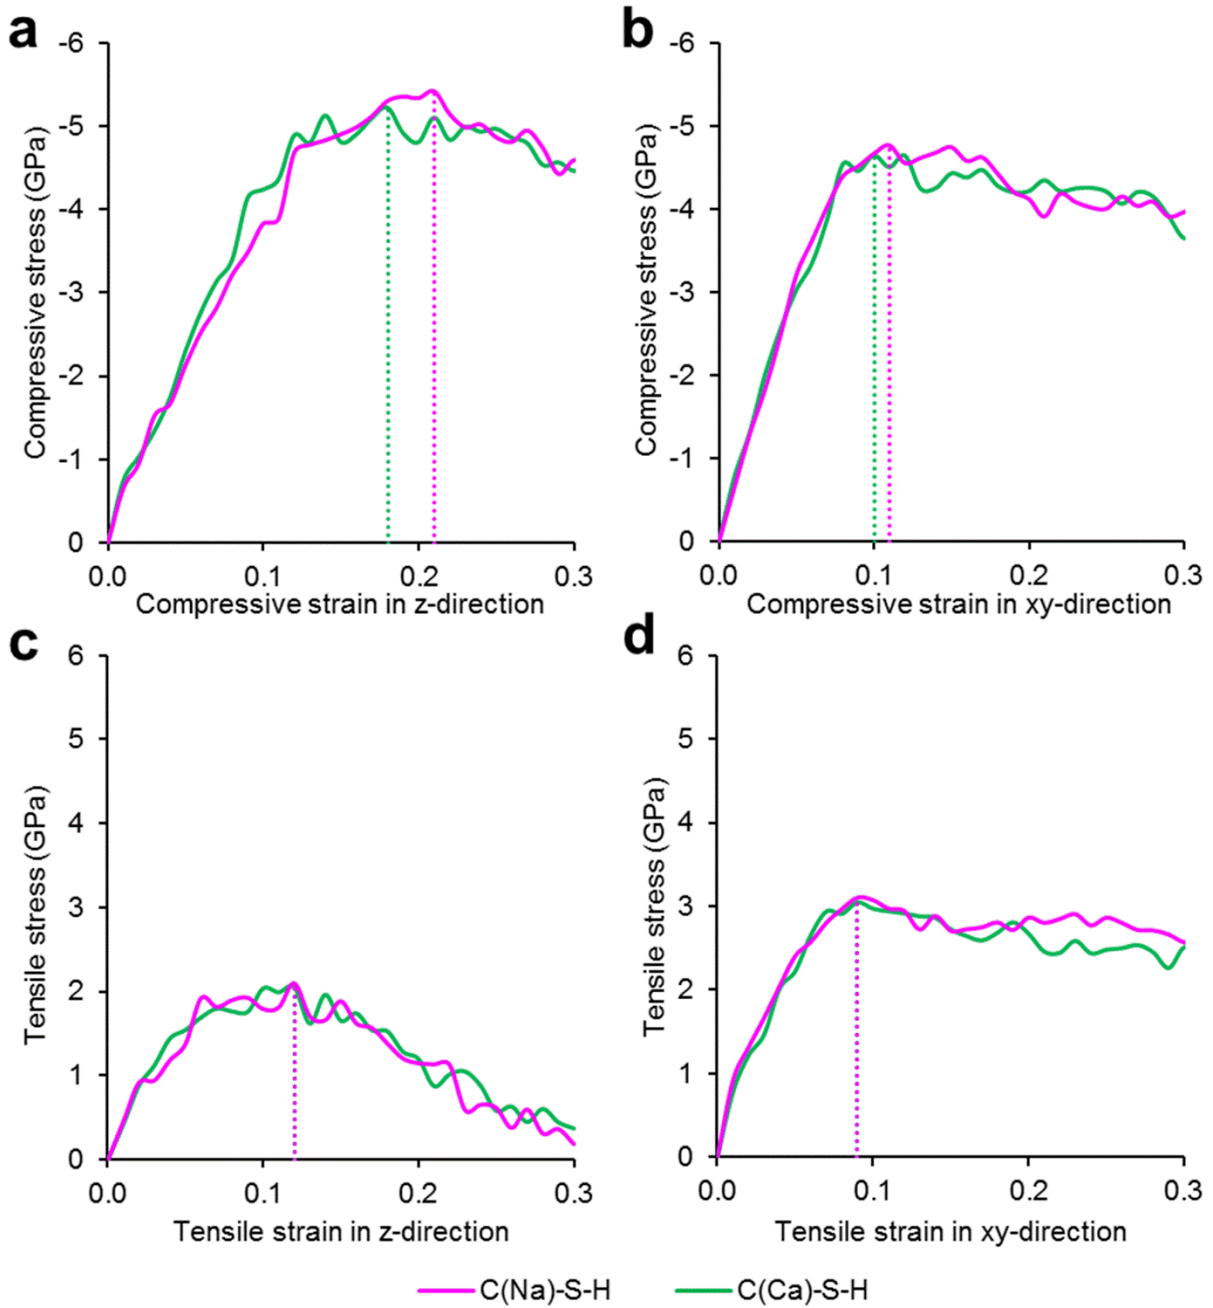 a
b
-6
-5
-4
-3
-2
-1
0
Compressive stress (GPa)
0.0 0.1 0.2 0.3
Compressive strain in z-direction
-6
-5
-4
-3
-2
-1
0
Compressive stress (GPa)
0.0 0.1 0.2 0.3
Compressive strain in xy-direction
c
d
6
5
4
3
2
1
0
Tensile stress (GPa)
0.0 0.1 0.2 0.3
Tensile strain in z-direction
6
5
4
3
2
1
0
Tensile stress (GPa)
0.0 0.1 0.2 0.3
Tensile strain in xy-direction
C(Na)-S-H C(Ca)-S-H